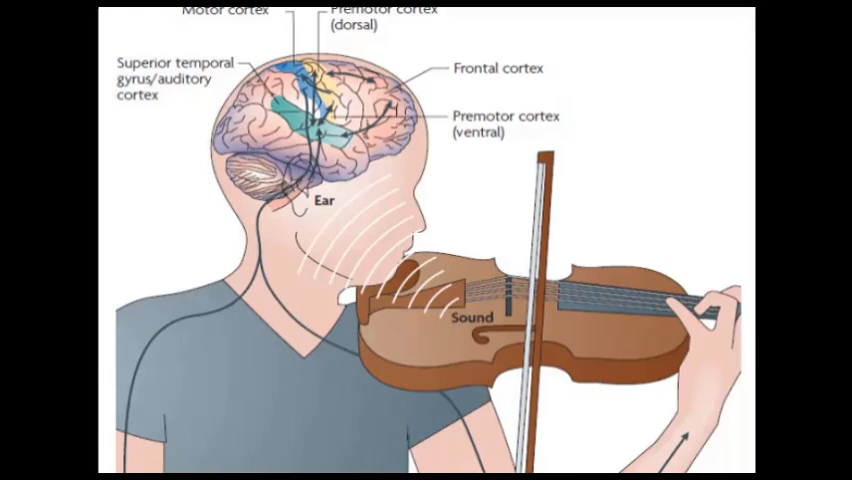 Motor cortex
Premotor cortex
(dorsal)
Superior temporal
gyrus/auditory
cortex
Frontal cortex
Premotor cortex
(ventral)
Ear
Sound